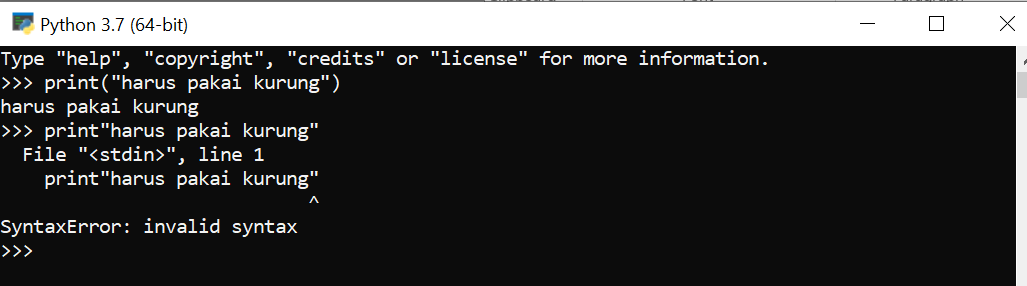 Python 3.7 (64-bit)
Type "help", "copyright", "credits" or "license" for more information.
>>> print("harus pakai kurung")
harus pakai kurung
>>> print"harus pakai kurung"
  File "<stdin>", line 1
    print"harus pakai kurung"
                            ^
SyntaxError: invalid syntax
>>>